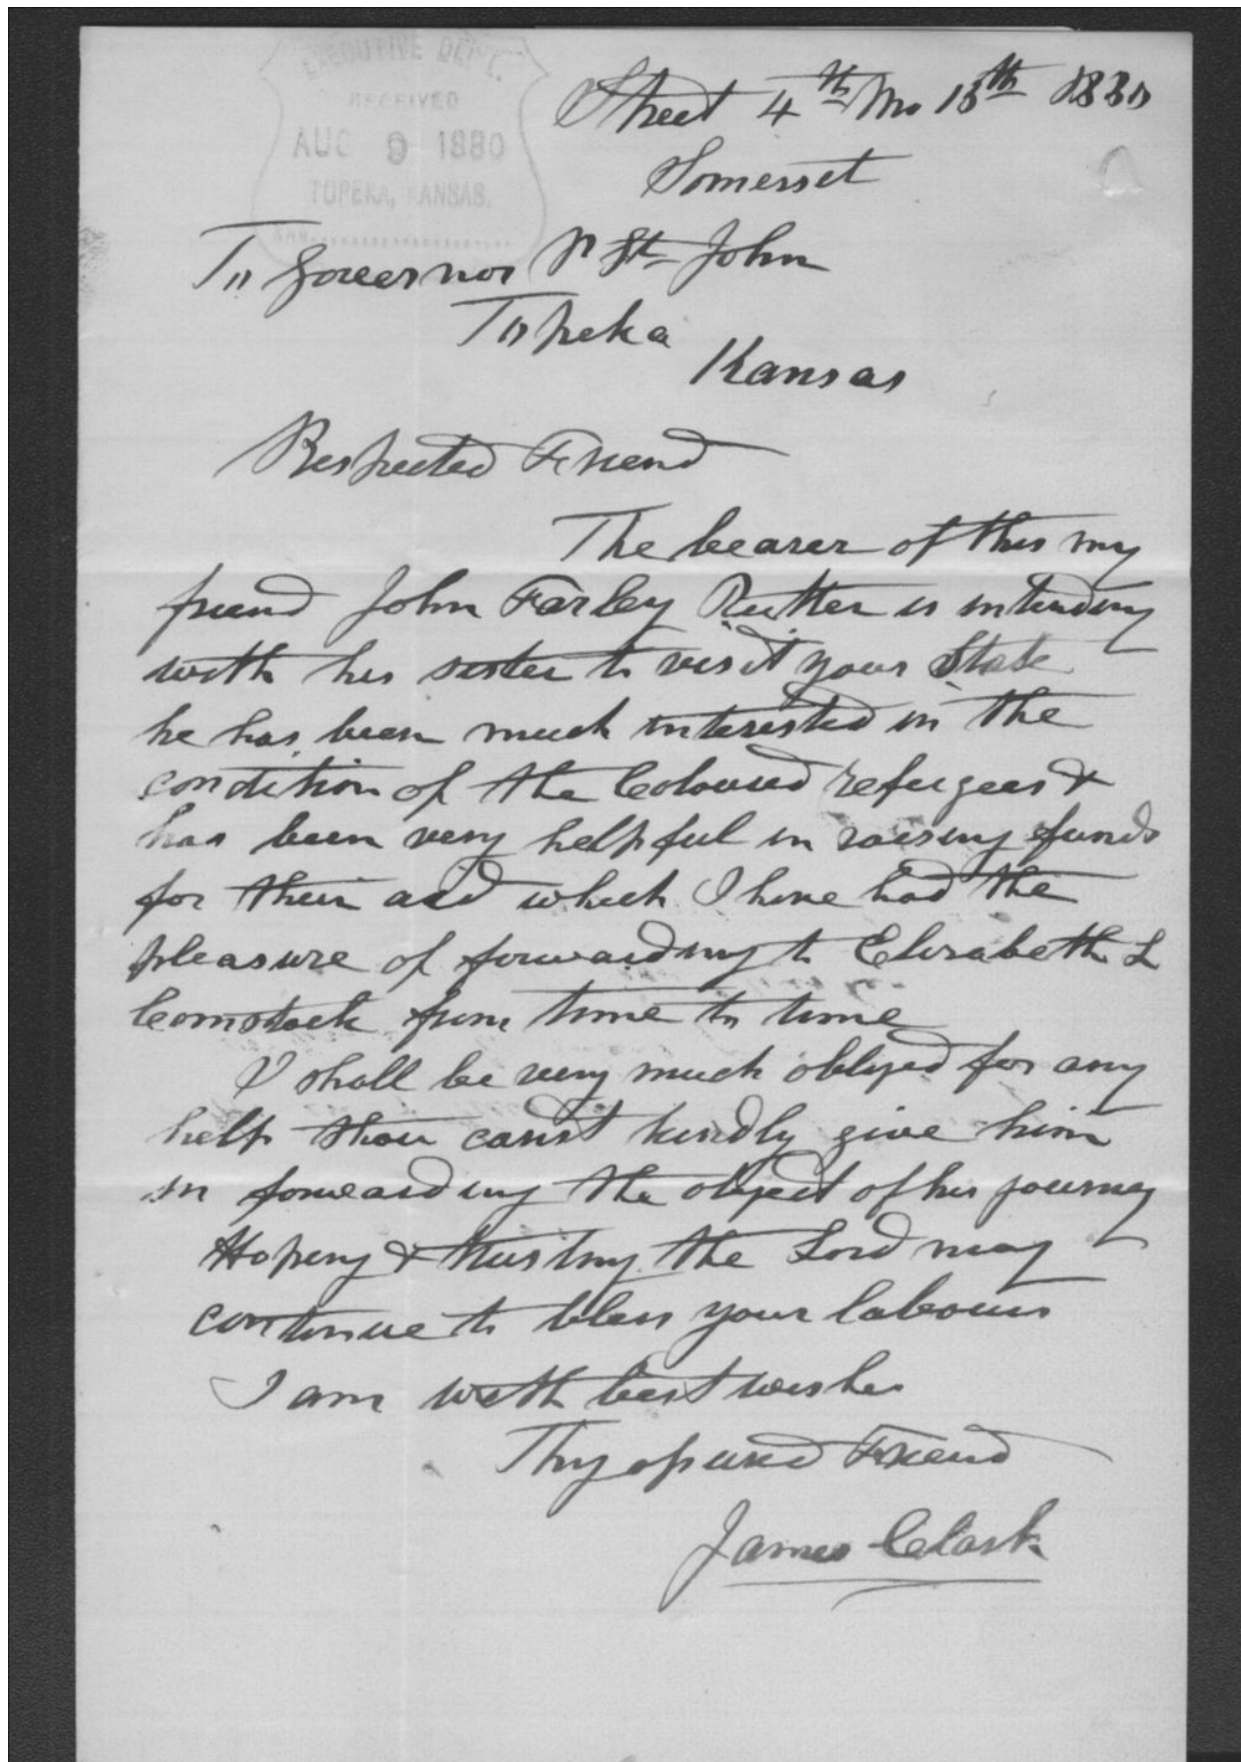 EXECUTIVE DEPT.
RECEIVED
AUG 9 1880
TOPEKA, KANSAS.
Street 4th Mo 15th 1880
Somerset
To Governor P St John
Topeka
Kansas
Respected Friend
The bearer of this my
friend John Farley Rutter is intending
with his sister to visit your State
he has been much interested in the
condition of the Coloured refugees &
has been very helpful in raising funds
for their aid which I have had the
pleasure of forwarding to Elizabeth L
Comstock from time to time
I shall be very much obliged for any
help thou canst kindly give him
in forwarding the object of his journey
Hoping & trusting the Lord may
continue to bless your labours
I am with best wishes
Thy assured Friend
James Clark